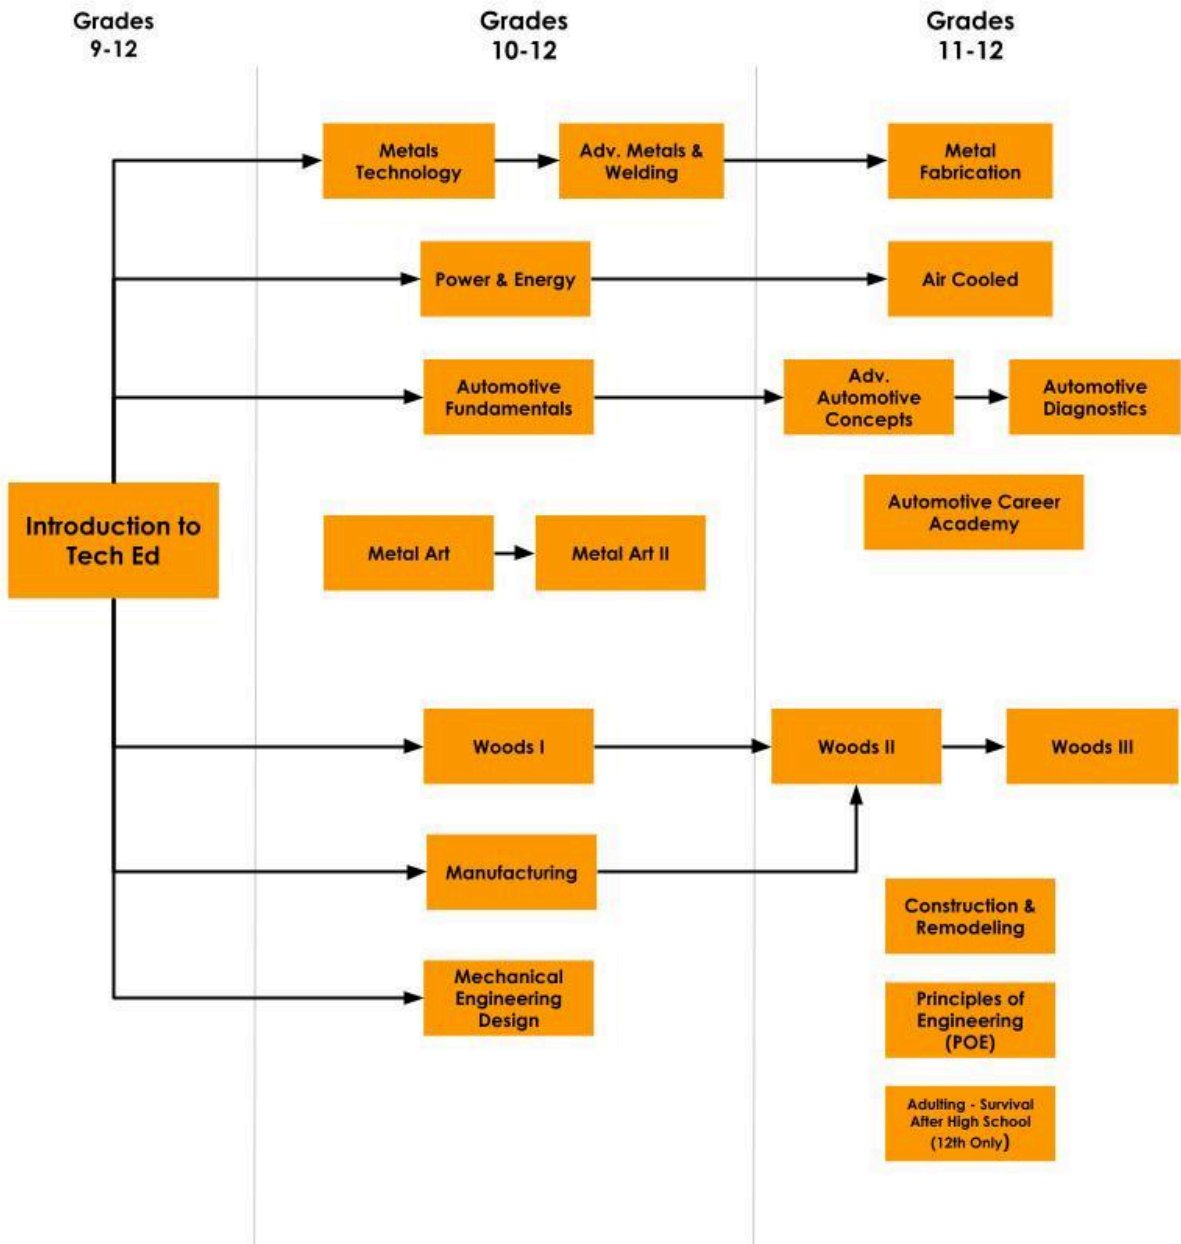 Grades
9-12
Grades
10-12
Grades
11-12
Metals
Technology
Adv. Metals &
Welding
Metal
Fabrication
Power & Energy
Air Cooled
Automotive
Fundamentals
Adv.
Automotive
Concepts
Automotive
Diagnostics
Automotive Career
Academy
Introduction to
Tech Ed
Metal Art
Metal Art II
Woods I
Woods II
Woods III
Manufacturing
Construction &
Remodeling
Mechanical
Engineering
Design
Principles of
Engineering
(POE)
Adulting - Survival
After High School
(12th Only)